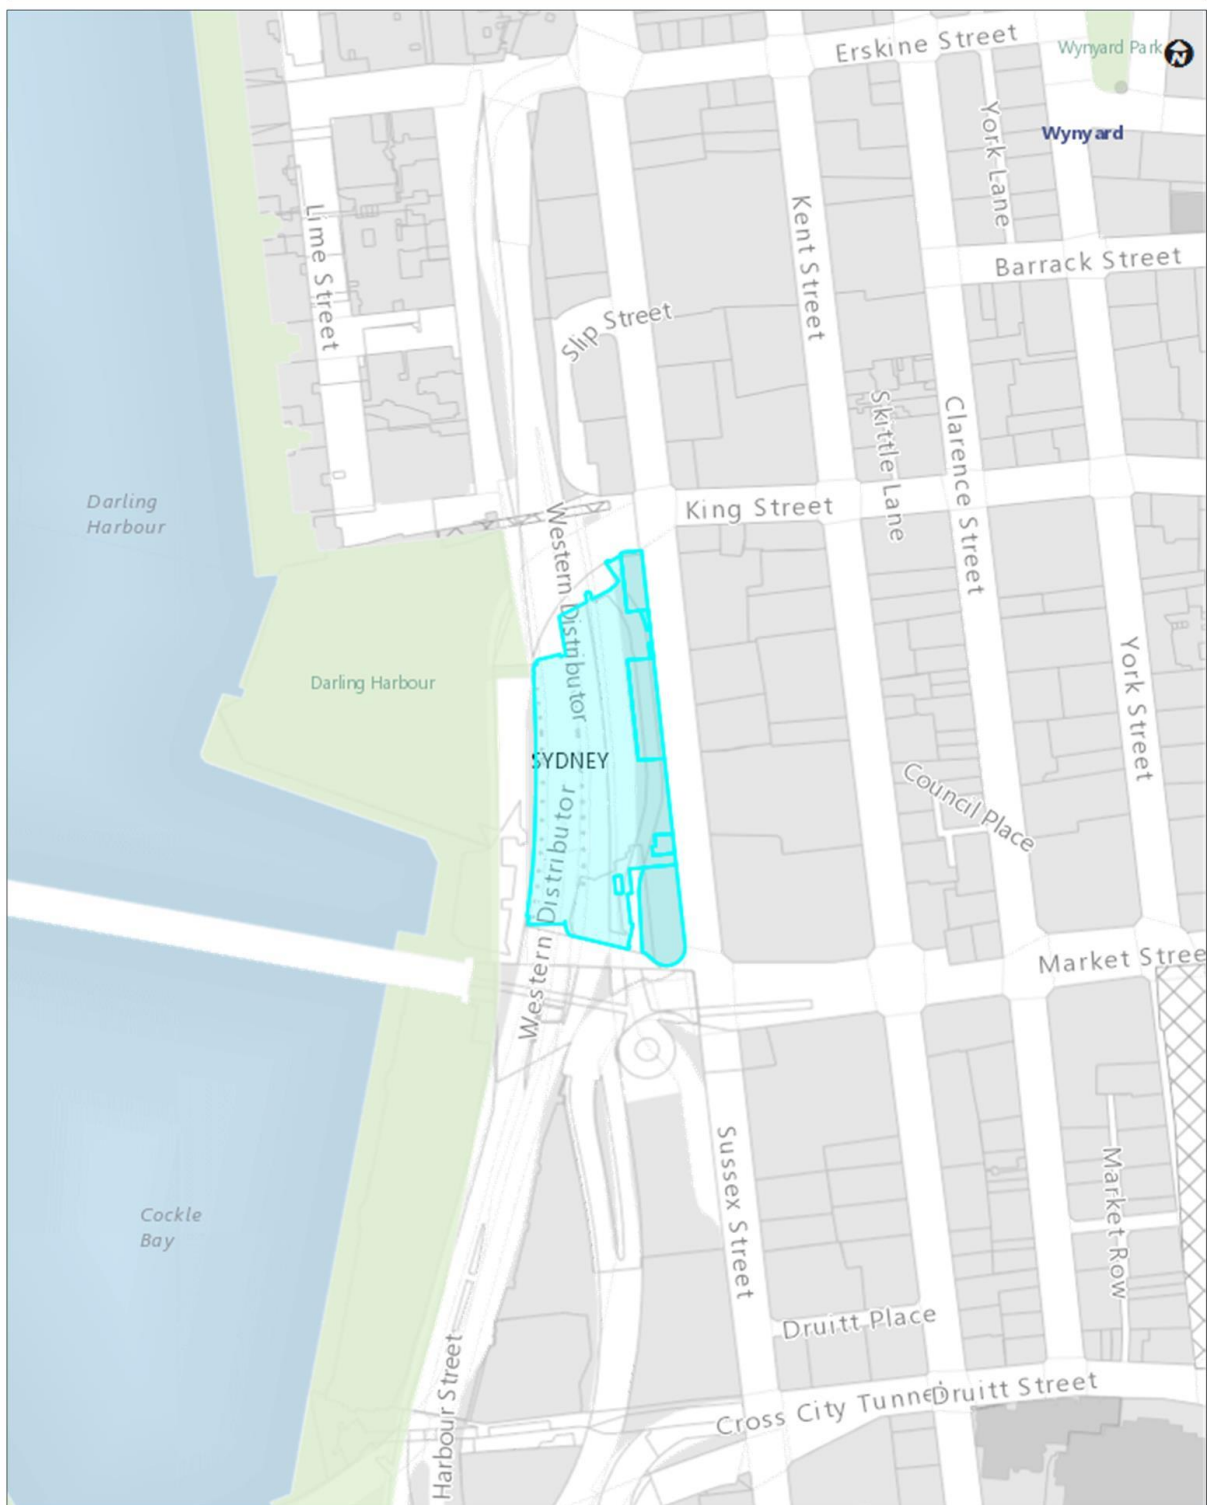 Erskine Street
Wynyard Park
N
York Lane
Wynyard
Lime Street
Kent Street
Barrack Street
Slip Street
Skittle Lane
Clarence Street
Darling
Harbour
King Street
Western Distributor
Darling Harbour
York Street
SYDNEY
Council Place
Western Distributor
Market Stree
Sussex Street
Market Row
Cockle
Bay
Druitt Place
Harbour Street
Cross City Tunnel
Druitt Street